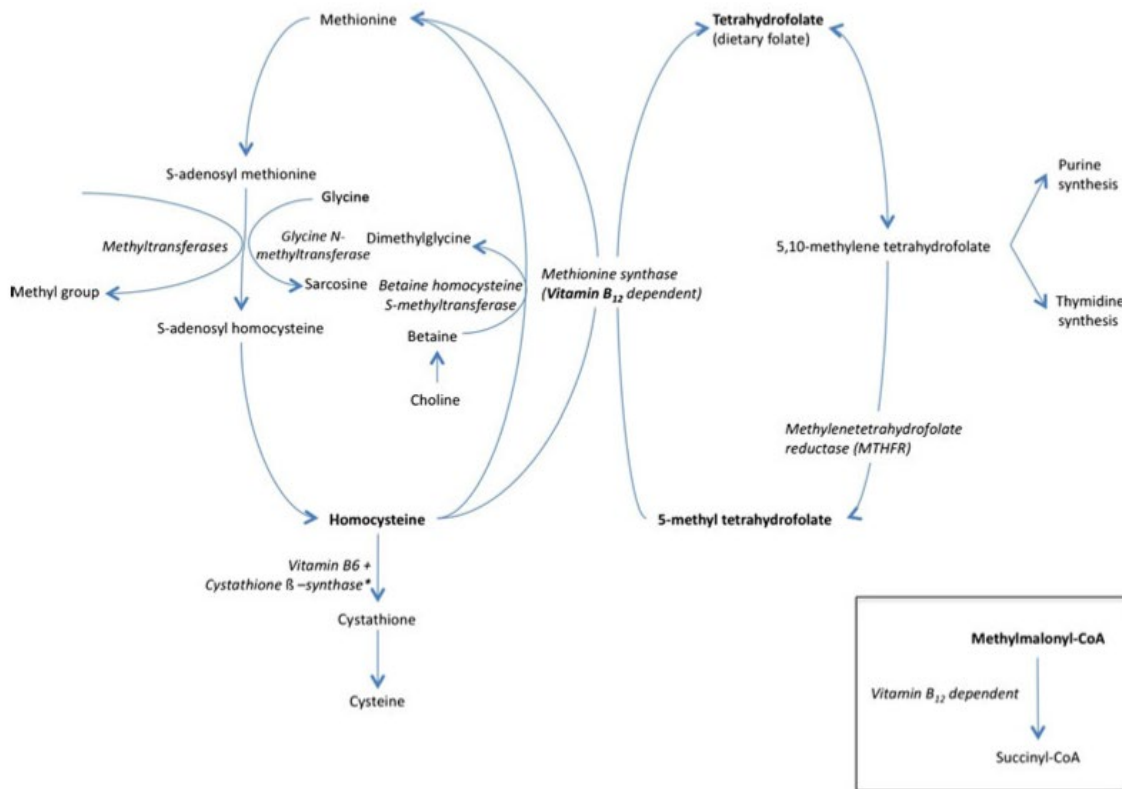 Methionine
Tetrahydrofolate
(dietary folate)
S-adenosyl methionine
Glycine
Methyltransferases
Glycine N-
methyltransferase
Dimethylglycine
Sarcosine
Methyl group
Betaine homocysteine
S-methyltransferase
Methionine synthase
(Vitamin B12 dependent)
5,10-methylene tetrahydrofolate
Purine
synthesis
Thymidine
synthesis
S-adenosyl homocysteine
Betaine
Choline
Methylenetetrahydrofolate
reductase (MTHFR)
Homocysteine
5-methyl tetrahydrofolate
Vitamin B6 +
Cystathione ß –synthase*
Cystathione
Cysteine
Methylmalonyl-CoA
Vitamin B12 dependent
Succinyl-CoA